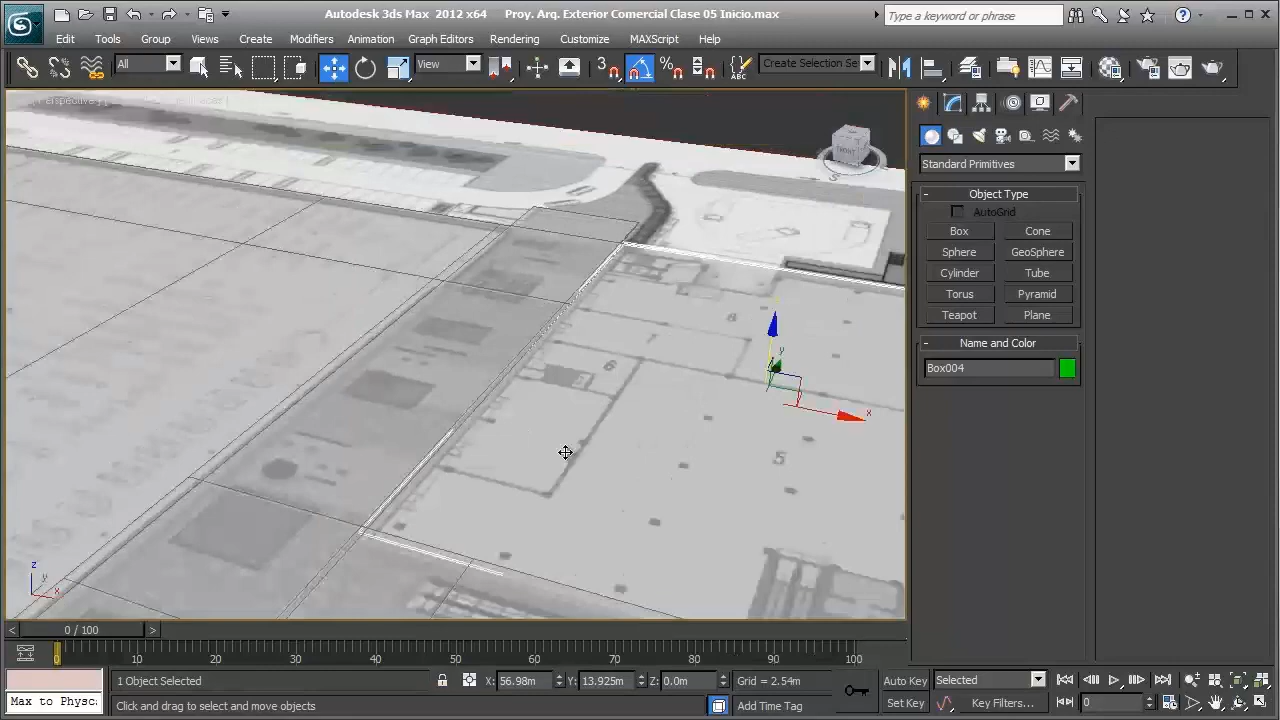 Autodesk 3ds Max 2012 x64 Proy. Arq. Exterior Comercial Clase 05 Inicio.max
Type a keyword or phrase
Edit Tools Group Views Create Modifiers Animation Graph Editors Rendering Customize MAXScript Help
All View 3 Create Selection Se
FRONT
S
Standard Primitives
Object Type
AutoGrid
Box Cone
Sphere GeoSphere
Cylinder Tube
Torus Pyramid
Teapot Plane
Name and Color
Box004
y
x
6
5
z
y
x
0 / 100
0 10 20 30 40 50 60 70 80 90 100
1 Object Selected X: 56.98m Y: 13.925m Z: 0.0m Grid = 2.54m Auto Key Selected
Max to Physc
Click and drag to select and move objects Add Time Tag Set Key Key Filters... 0